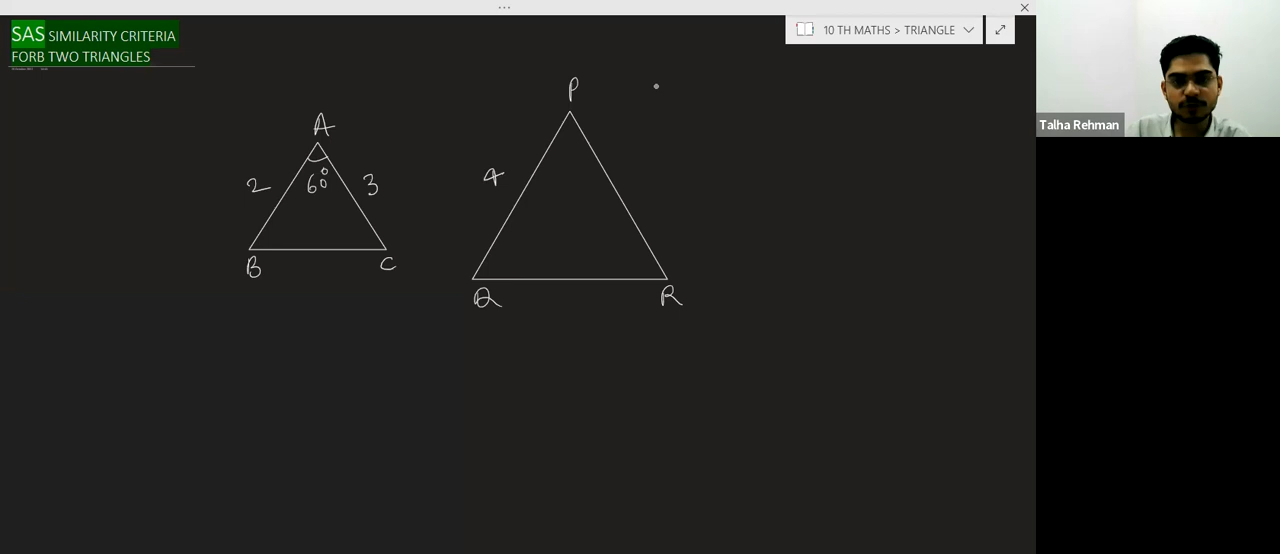 SAS SIMILARITY CRITERIA
FORB TWO TRIANGLES
10 TH MATHS > TRIANGLE
Talha Rehman
A
2
60°
3
B
C
P
4
Q
R